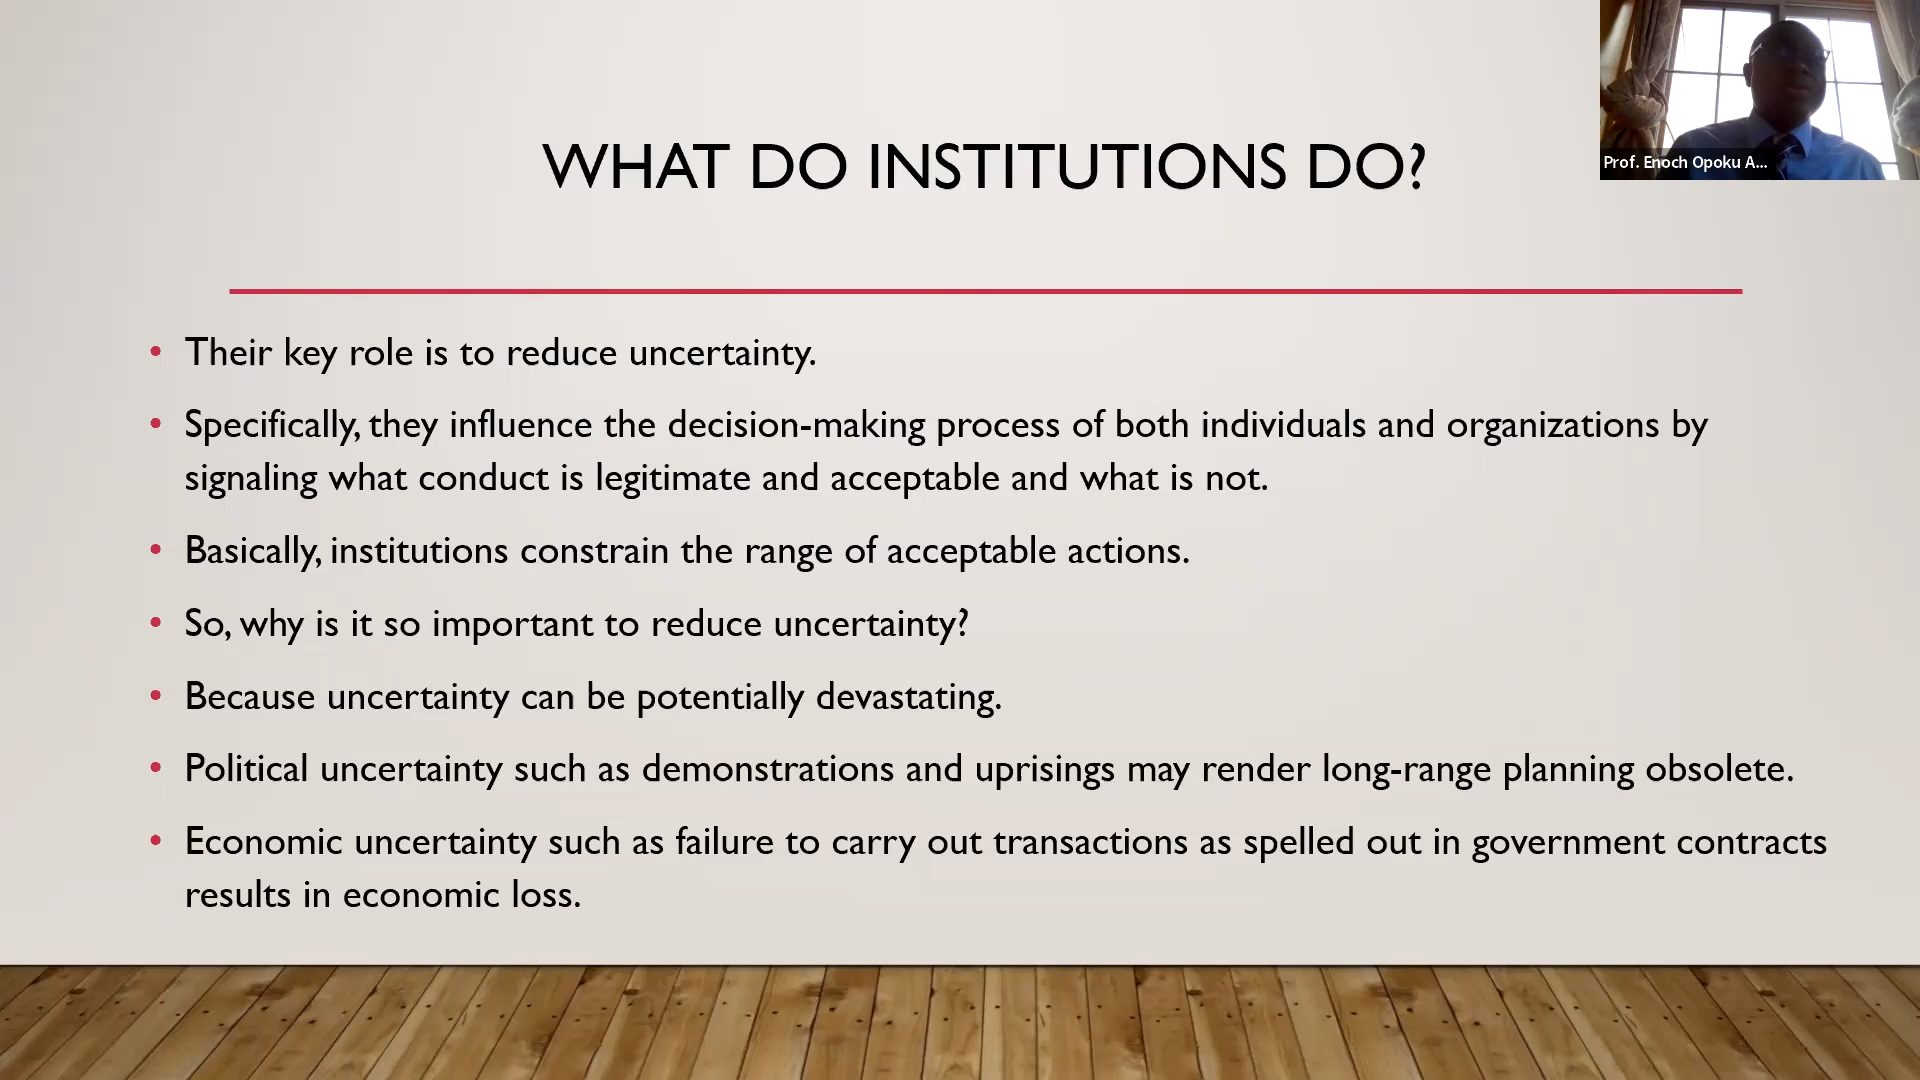 WHAT DO INSTITUTIONS DO?
Prof. Enoch Opoku A...
• Their key role is to reduce uncertainty.
• Specifically, they influence the decision-making process of both individuals and organizations by
signaling what conduct is legitimate and acceptable and what is not.
• Basically, institutions constrain the range of acceptable actions.
• So, why is it so important to reduce uncertainty?
• Because uncertainty can be potentially devastating.
• Political uncertainty such as demonstrations and uprisings may render long-range planning obsolete.
• Economic uncertainty such as failure to carry out transactions as spelled out in government contracts
results in economic loss.